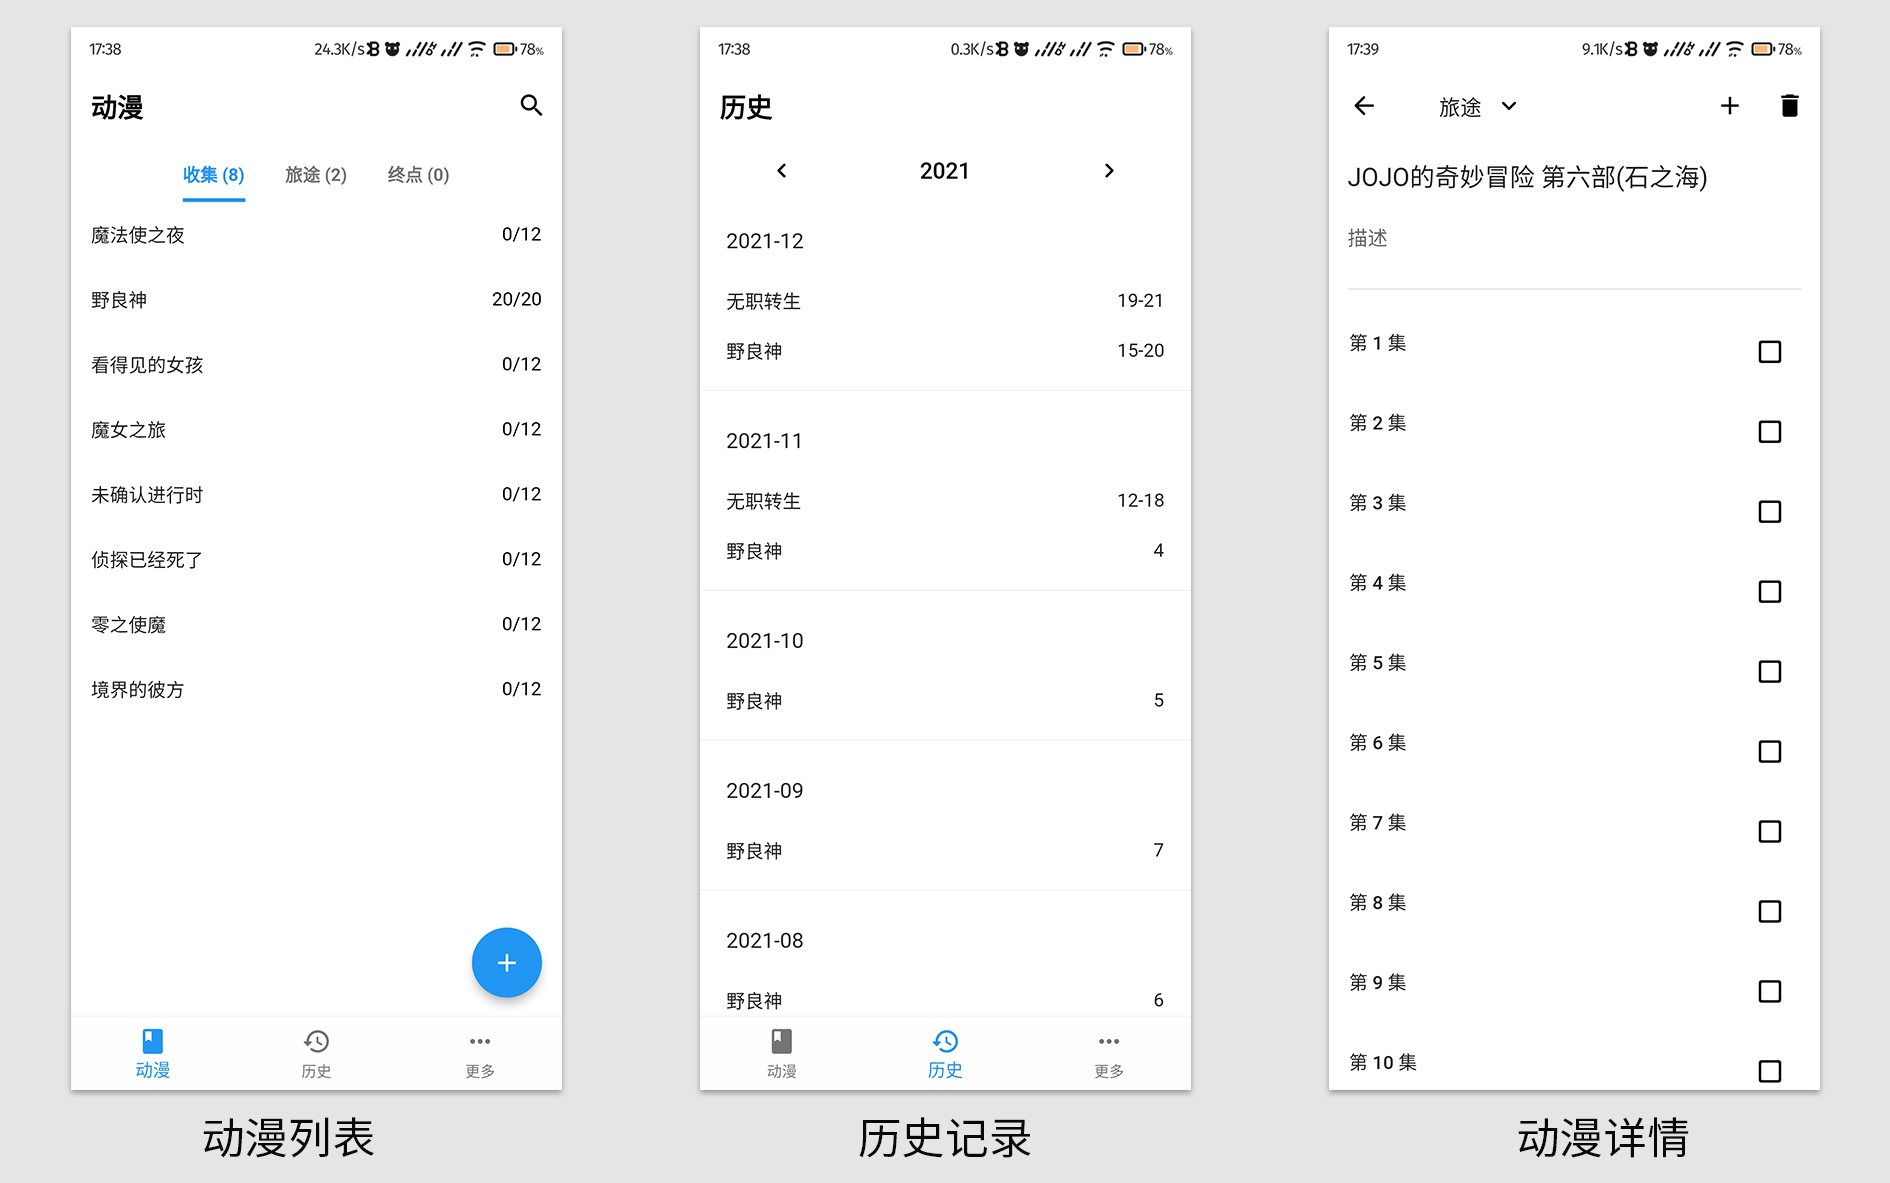 17:38 24.3K/s 78%
动漫
收集 (8) 旅途 (2) 终点 (0)
魔法使之夜 0/12
野良神 20/20
看得见的女孩 0/12
魔女之旅 0/12
未确认进行时 0/12
侦探已经死了 0/12
零之使魔 0/12
境界的彼方 0/12
动漫 历史 更多
动漫列表
17:38 0.3K/s 78%
历史
2021
2021-12
无职转生 19-21
野良神 15-20
2021-11
无职转生 12-18
野良神 4
2021-10
野良神 5
2021-09
野良神 7
2021-08
野良神 6
动漫 历史 更多
历史记录
17:39 9.1K/s 78%
旅途
JOJO的奇妙冒险 第六部(石之海)
描述
第 1 集
第 2 集
第 3 集
第 4 集
第 5 集
第 6 集
第 7 集
第 8 集
第 9 集
第 10 集
动漫详情